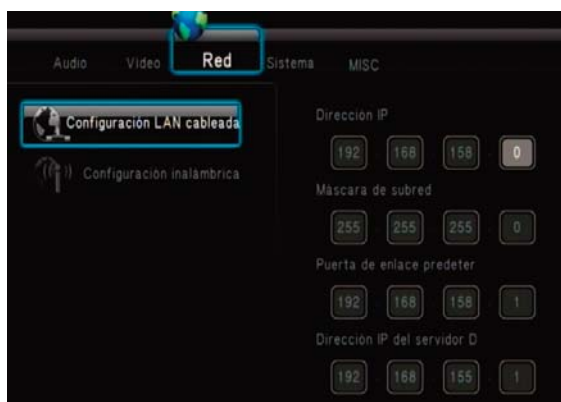 Audio Video Red Sistema MISC
Configuración LAN cableada
Configuración inalámbrica
Dirección IP
192 168 158 0
Máscara de subred
255 255 255 0
Puerta de enlace predeter
192 168 158 1
Dirección IP del servidor D
192 168 155 1